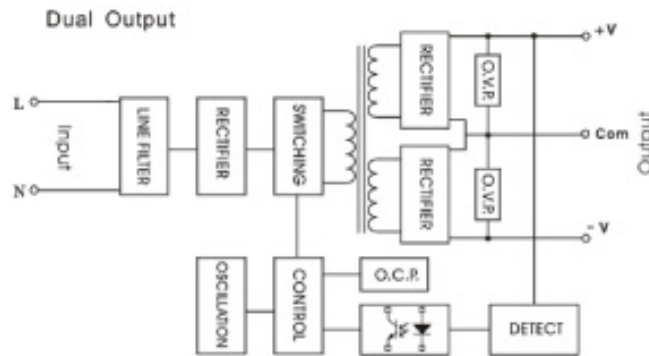 Dual Output
L
N
Input
LINE FILTER
RECTIFIER
SWITCHING
RECTIFIER
RECTIFIER
O.V.P.
O.V.P.
+V
Com
- V
Output
OSCILLATION
CONTROL
O.C.P.
DETECT